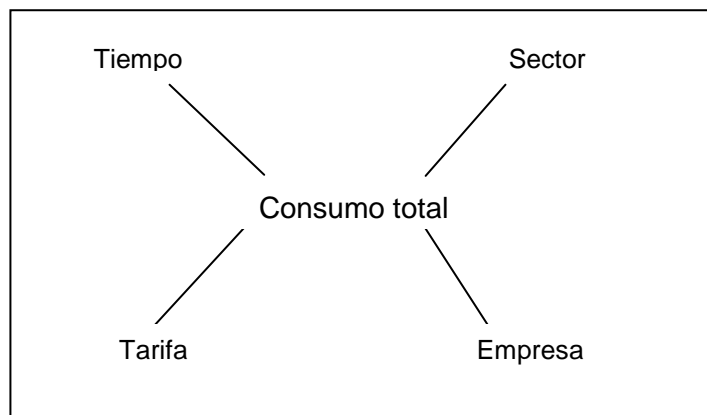 Tiempo
Sector
Consumo total
Tarifa
Empresa